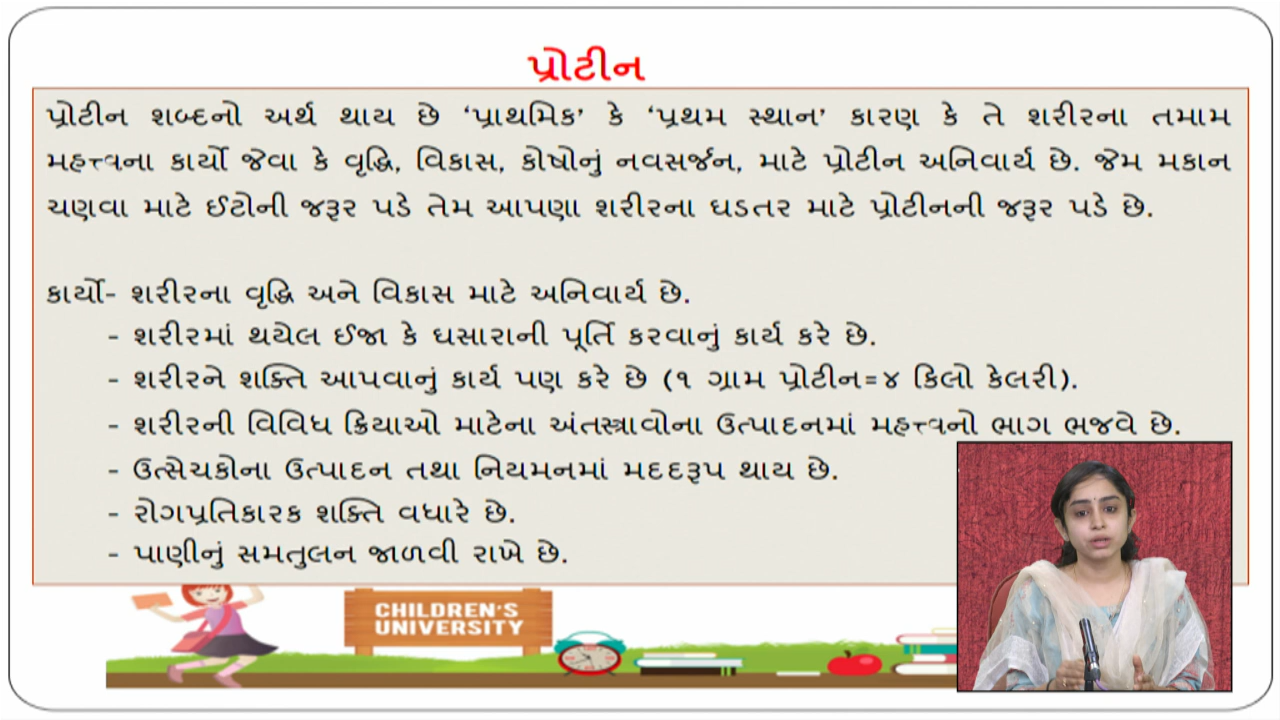 પ્રોટીન
પ્રોટીન શબ્દનો અર્થ થાય છે ‘પ્રાથમિક’ કે ‘પ્રથમ સ્થાન’ કારણ કે તે શરીરના તમામ
મહત્ત્વના કાર્યો જેવા કે વૃદ્ધિ, વિકાસ, કોષોનું નવસર્જન, માટે પ્રોટીન અનિવાર્ય છે. જેમ મકાન
ચણવા માટે ઈંટોની જરૂર પડે તેમ આપણા શરીરના ઘડતર માટે પ્રોટીનની જરૂર પડે છે.
કાર્યો- શરીરના વૃદ્ધિ અને વિકાસ માટે અનિવાર્ય છે.
- શરીરમાં થયેલ ઈજા કે ઘસારાની પૂર્તિ કરવાનું કાર્ય કરે છે.
- શરીરને શક્તિ આપવાનું કાર્ય પણ કરે છે (૧ ગ્રામ પ્રોટીન=૪ કિલો કેલરી).
- શરીરની વિવિધ ક્રિયાઓ માટેના અંતસ્ત્રાવોના ઉત્પાદનમાં મહત્ત્વનો ભાગ ભજવે છે.
- ઉત્સેચકોના ઉત્પાદન તથા નિયમનમાં મદદરૂપ થાય છે.
- રોગપ્રતિકારક શક્તિ વધારે છે.
- પાણીનું સમતુલન જાળવી રાખે છે.
CHILDREN'S
UNIVERSITY